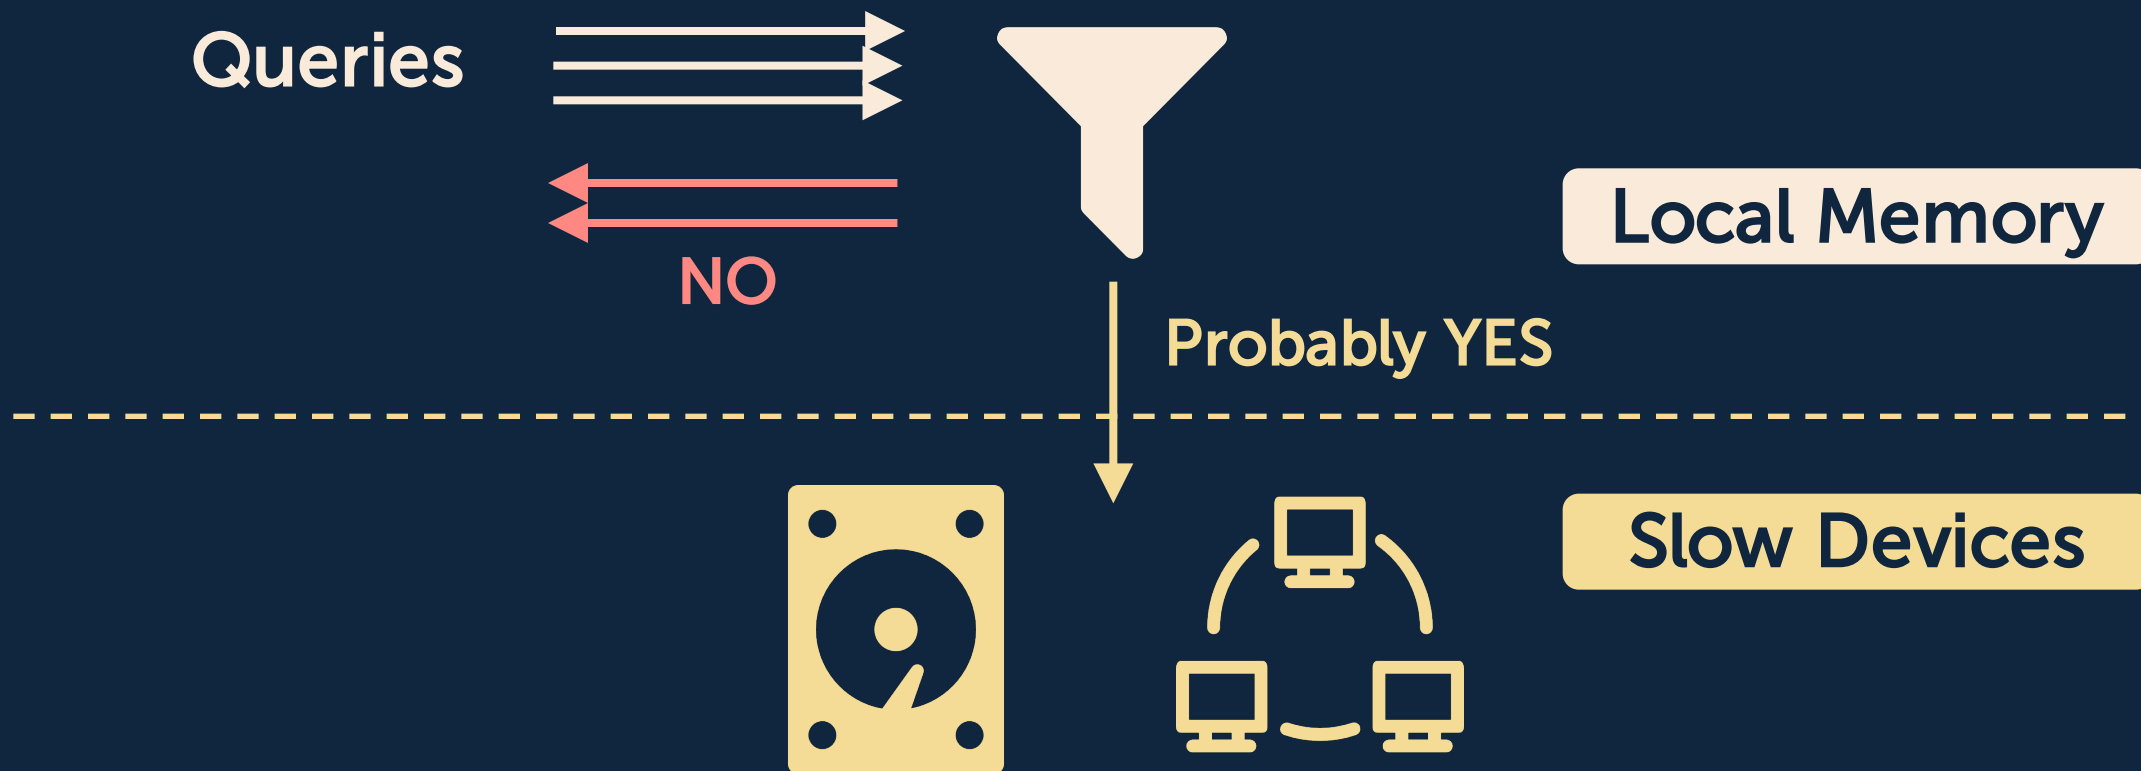 Queries
NO
Local Memory
Probably YES
Slow Devices